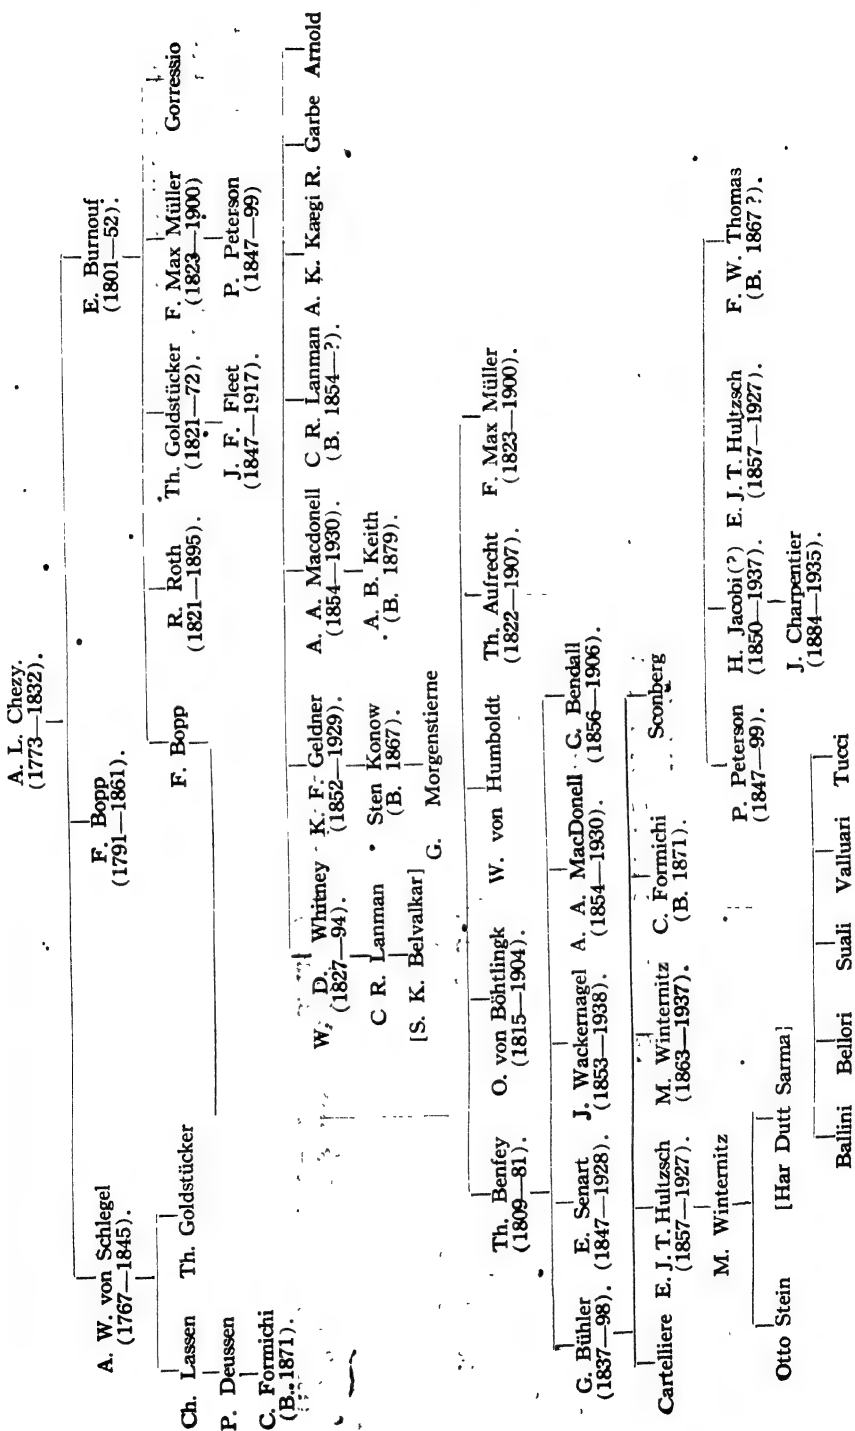 A. L. Chezy.
(1773—1832).
A. W. von Schlegel
(1767—1845).
F. Bopp
(1791—1861).
E. Burnouf
(1801—52).
Ch. Lassen Th. Goldstücker
P. Deussen
C. Formichi
(B. 1871).
F. Bopp
R. Roth
(1821—1895).
Th. Goldstücker
(1821—72).
F. Max Müller
(1823—1900)
Gorressio
J. F. Fleet
(1847—1917).
P. Peterson
(1847—99)
W. D. Whitney
(1827—94).
K. F. Geldner
(1852—1929).
A. A. Macdonell
(1854—1930).
C R. Lanman
(B. 1854—?).
A. K. Kaegi R. Garbe Arnold
C R. Lanman
Sten Konow
(B. 1867).
A. B. Keith
(B. 1879).
[S. K. Belvalkar]
G. Morgenstierne
Th. Benfey
(1809—81).
O. von Böhtlingk
(1815—1904).
W. von Humboldt
Th. Aufrecht
(1822—1907).
F. Max Müller
(1823—1900).
G. Bühler
(1837—98).
E. Senart
(1847—1928).
J. Wackernagel
(1853—1938).
A. A. MacDonell
(1854—1930).
G. Bendall
(1856—1906).
Cartelliere
E. J. T. Hultzsch
(1857—1927).
M. Winternitz
(1863—1937).
C. Formichi
(B. 1871).
Sconberg
M. Winternitz
Otto Stein [Har Dutt Sarma]
P. Peterson
(1847—99).
H. Jacobi(?)
(1850—1937).
E. J. T. Hultzsch
(1857—1927).
F. W. Thomas
(B. 1867 ?).
J. Charpentier
(1884—1935).
Ballini Bellori Suali Valluari Tucci